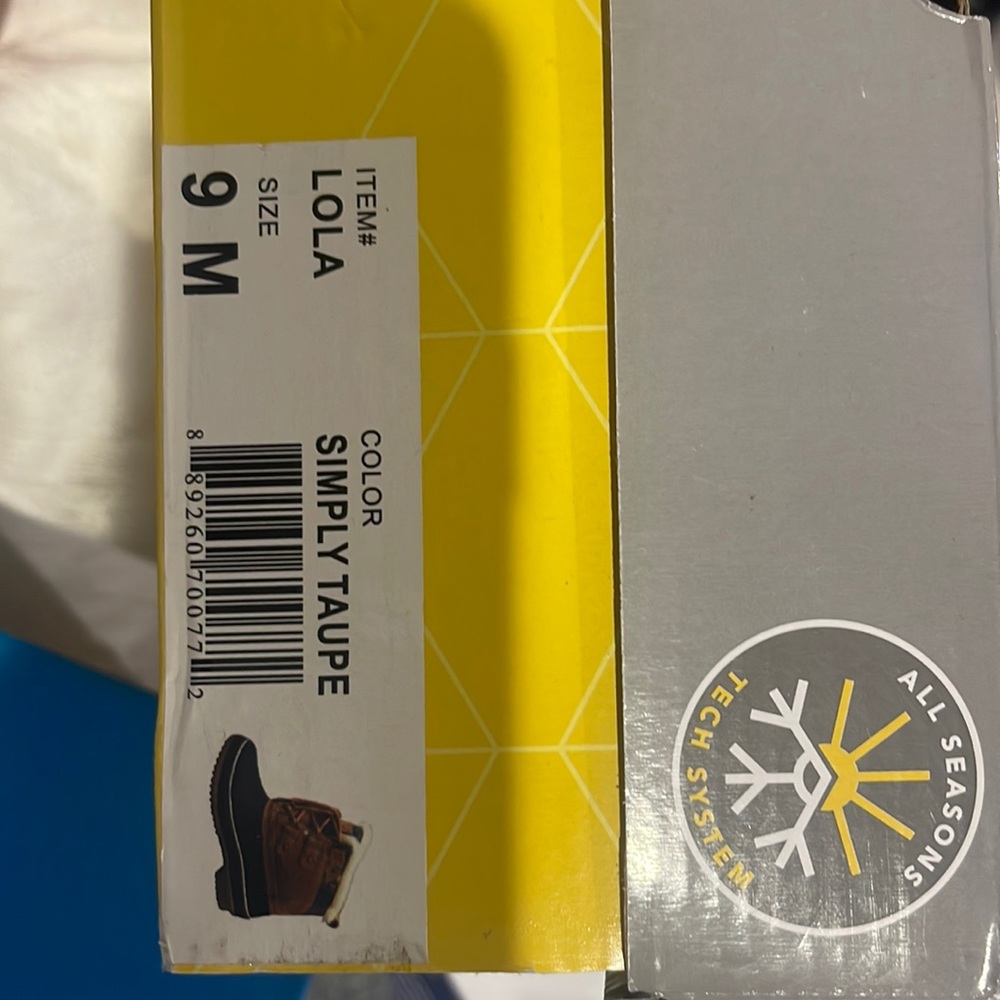 ITEM#
LOLA
SIZE
9 M
COLOR
SIMPLY TAUPE
8 89260 70077 2
ALL SEASONS
TECH SYSTEM